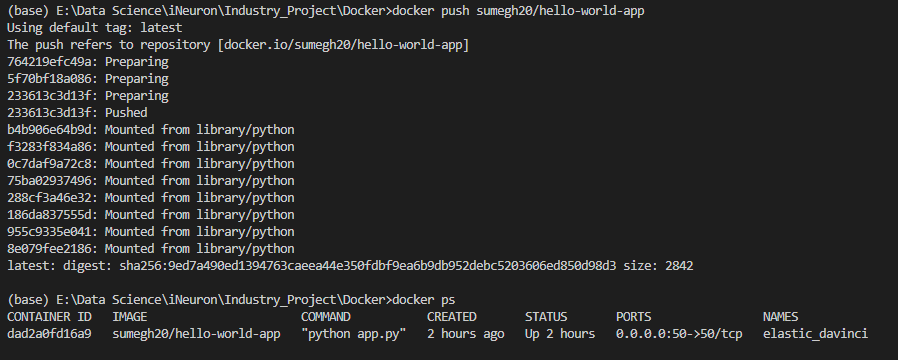 (base) E:\Data Science\iNeuron\Industry_Project\Docker>docker push sumegh20/hello-world-app
Using default tag: latest
The push refers to repository [docker.io/sumegh20/hello-world-app]
764219efc49a: Preparing
5f70bf18a086: Preparing
233613c3d13f: Preparing
233613c3d13f: Pushed
b4b906e64b9d: Mounted from library/python
f3283f834a86: Mounted from library/python
0c7daf9a72c8: Mounted from library/python
75ba02937496: Mounted from library/python
288cf3a46e32: Mounted from library/python
186da837555d: Mounted from library/python
955c9335e041: Mounted from library/python
8e079fee2186: Mounted from library/python
latest: digest: sha256:9ed7a490ed1394763caeea44e350fdbf9ea6b9db952debc5203606ed850d98d3 size: 2842
(base) E:\Data Science\iNeuron\Industry_Project\Docker>docker ps
CONTAINER ID   IMAGE                      COMMAND           CREATED       STATUS       PORTS                NAMES
dad2a0fd16a9   sumegh20/hello-world-app   "python app.py"   2 hours ago   Up 2 hours   0.0.0.0:50->50/tcp   elastic_davinci